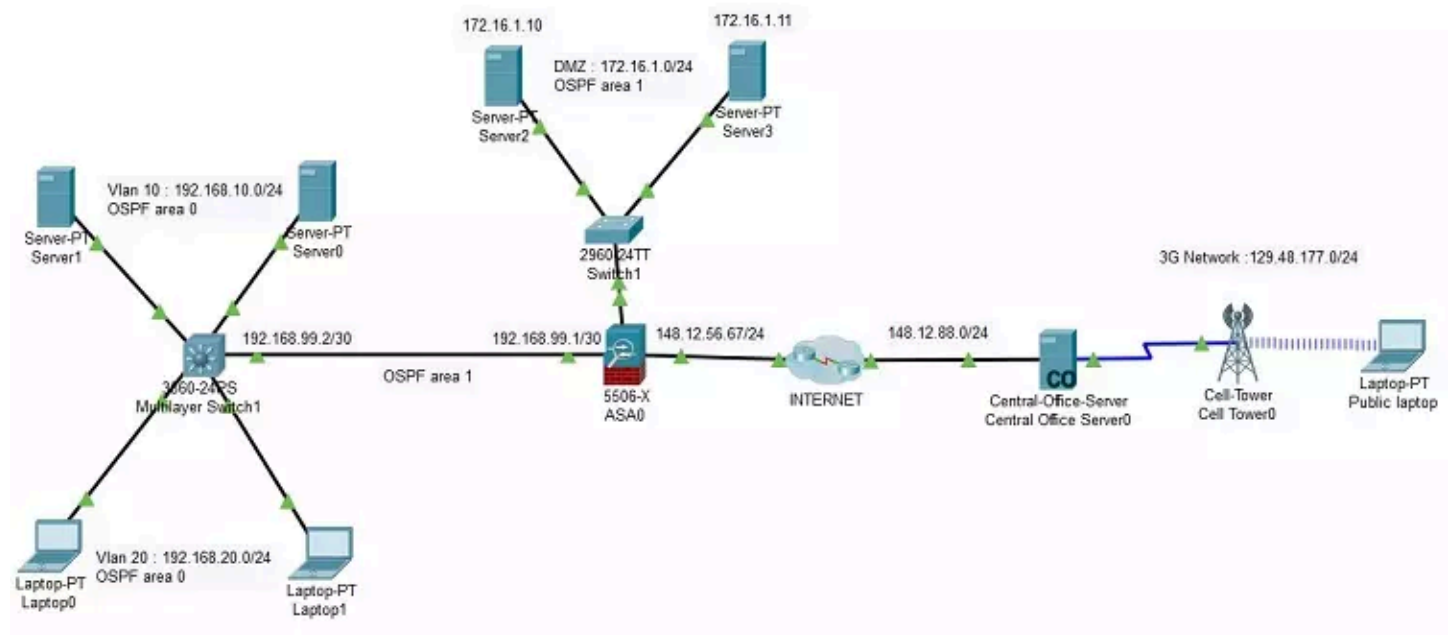 172.16.1.10
172.16.1.11
DMZ : 172.16.1.0/24
OSPF area 1
Server-PT
Server2
Server-PT
Server3
Vlan 10 : 192.168.10.0/24
OSPF area 0
Server-PT
Server1
Server-PT
Server0
2960-24TT
Switch1
3G Network :129.48.177.0/24
192.168.99.2/30
192.168.99.1/30
148.12.56.67/24
148.12.88.0/24
OSPF area 1
3560-24PS
Multilayer Switch1
5506-X
ASA0
INTERNET
CO
Central-Office-Server
Central Office Server0
Cell-Tower
Cell Tower0
Laptop-PT
Public laptop
Vlan 20 : 192.168.20.0/24
OSPF area 0
Laptop-PT
Laptop0
Laptop-PT
Laptop1